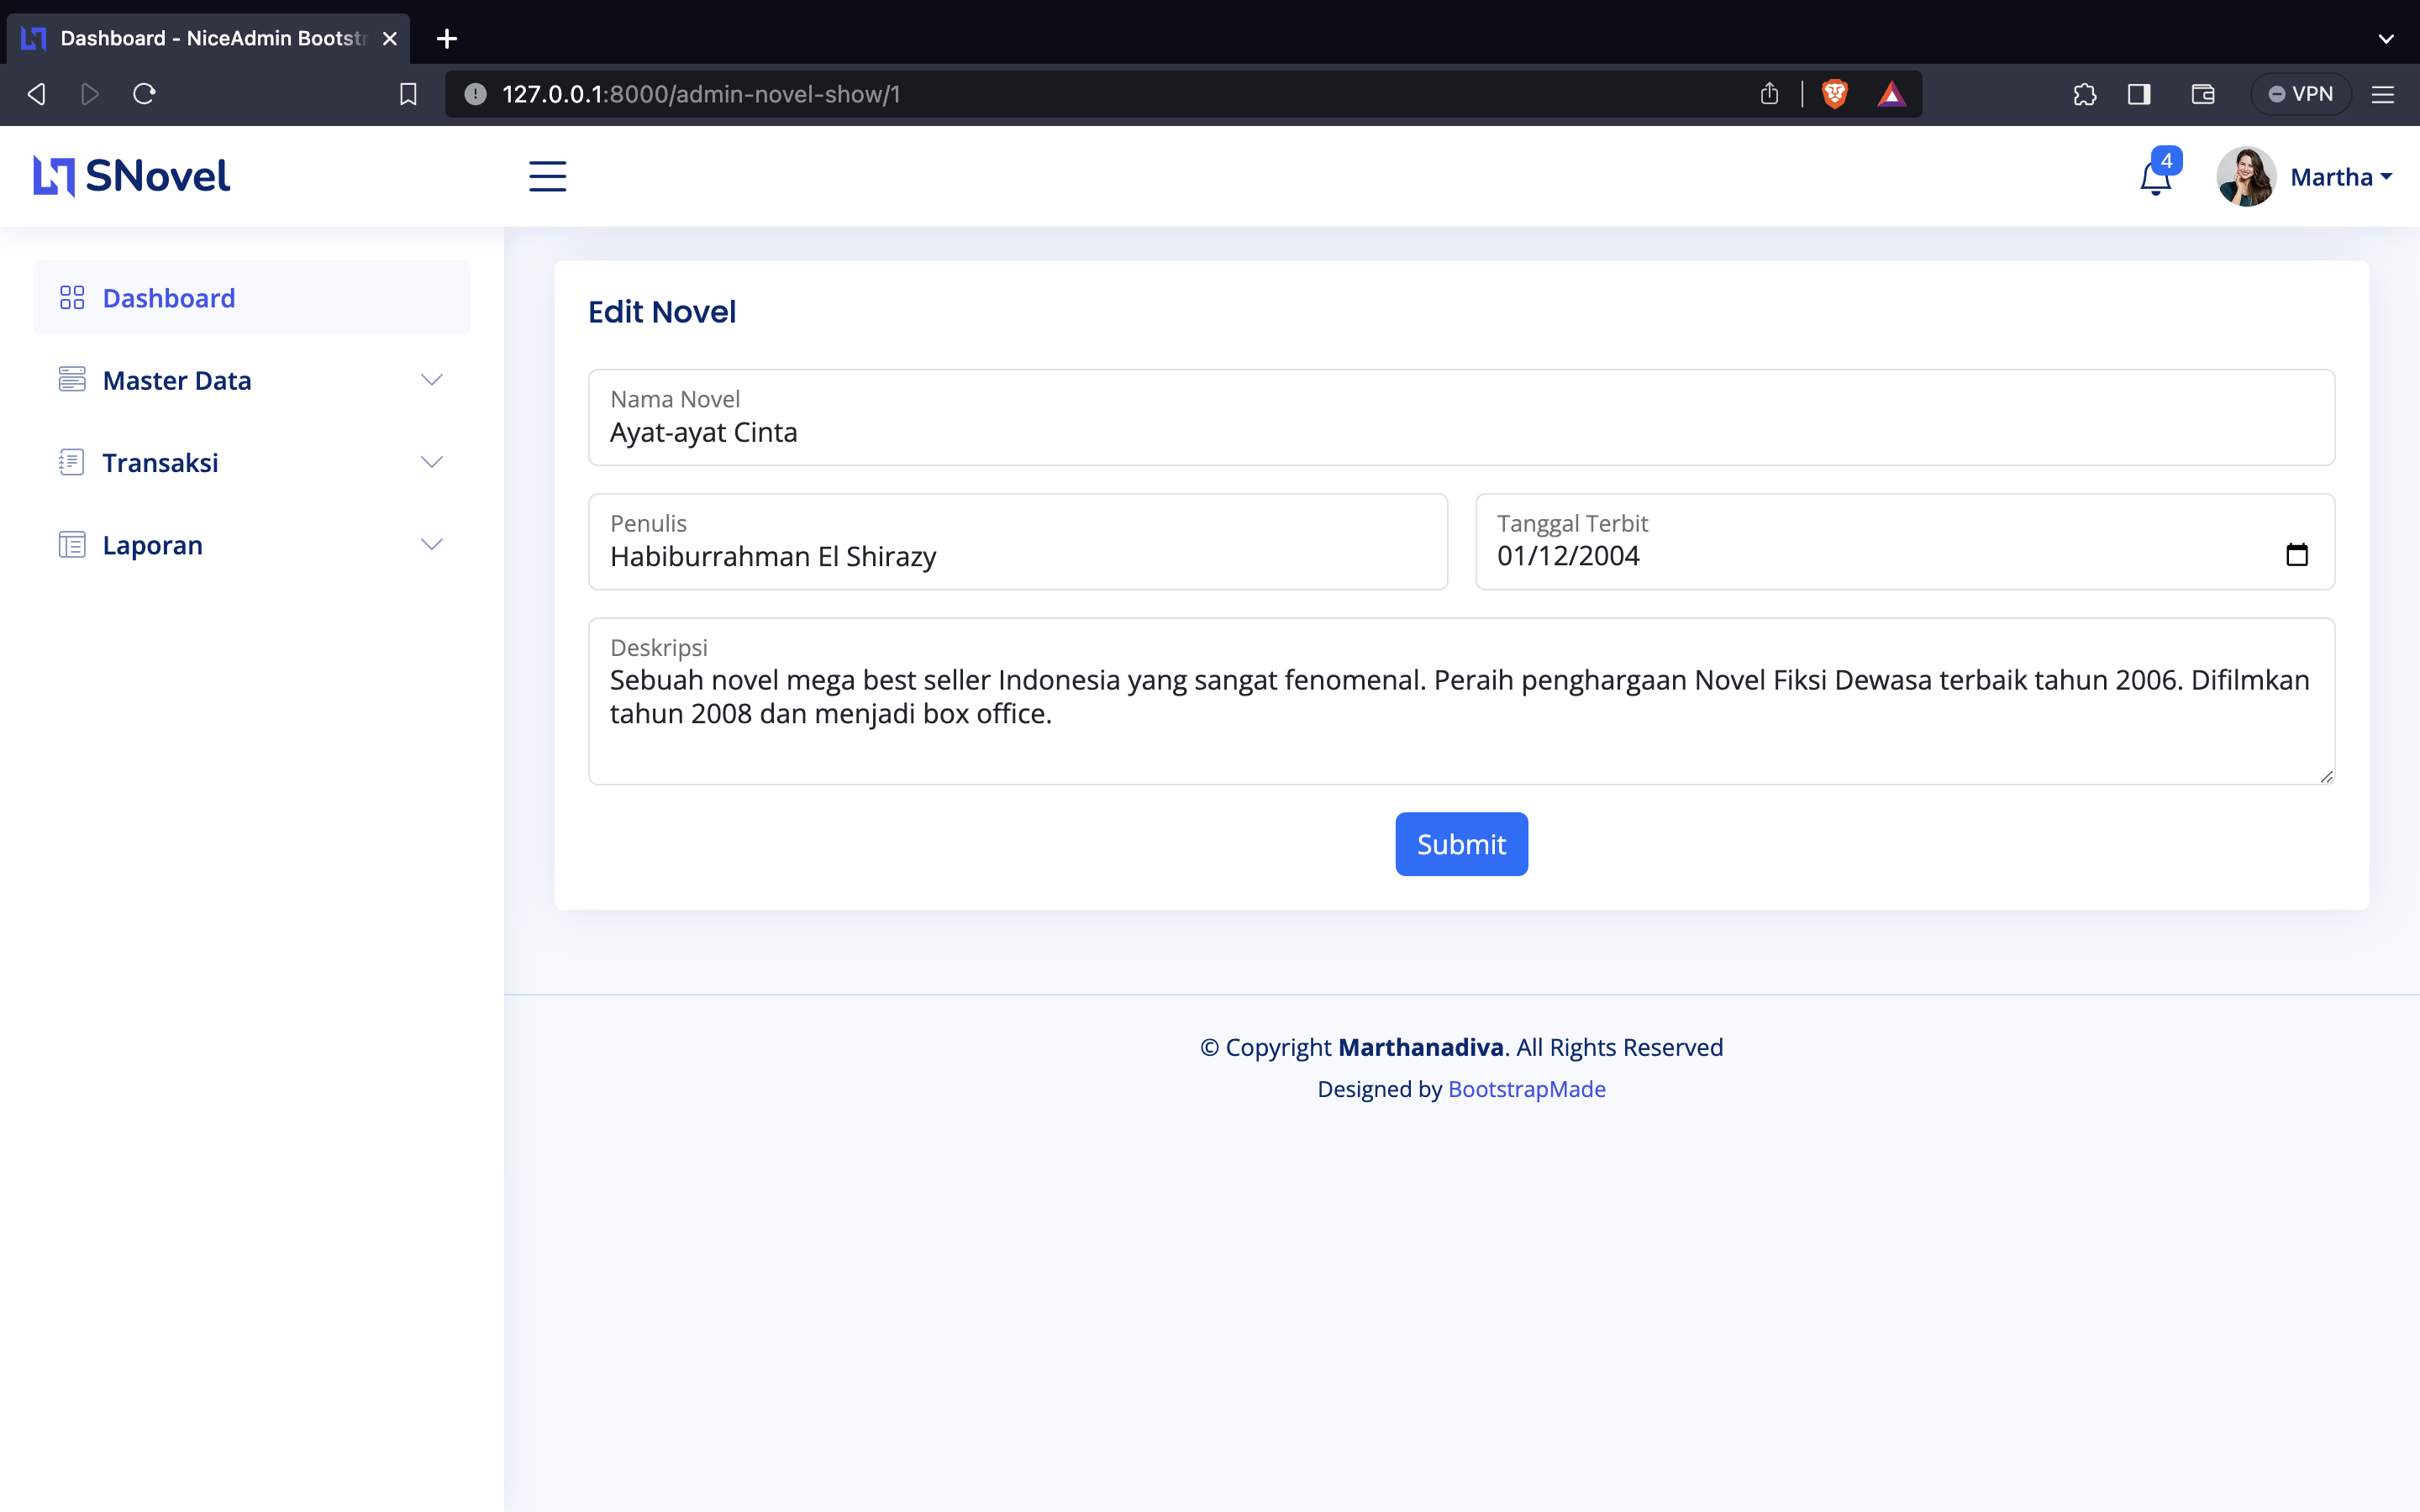 Dashboard - NiceAdmin Bootst
127.0.0.1:8000/admin-novel-show/1
VPN
SNovel
4
Martha
Dashboard
Master Data
Transaksi
Laporan
Edit Novel
Nama Novel
Ayat-ayat Cinta
Penulis
Habiburrahman El Shirazy
Tanggal Terbit
01/12/2004
Deskripsi
Sebuah novel mega best seller Indonesia yang sangat fenomenal. Peraih penghargaan Novel Fiksi Dewasa terbaik tahun 2006. Difilmkan
tahun 2008 dan menjadi box office.
Submit
© Copyright Marthanadiva. All Rights Reserved
Designed by BootstrapMade